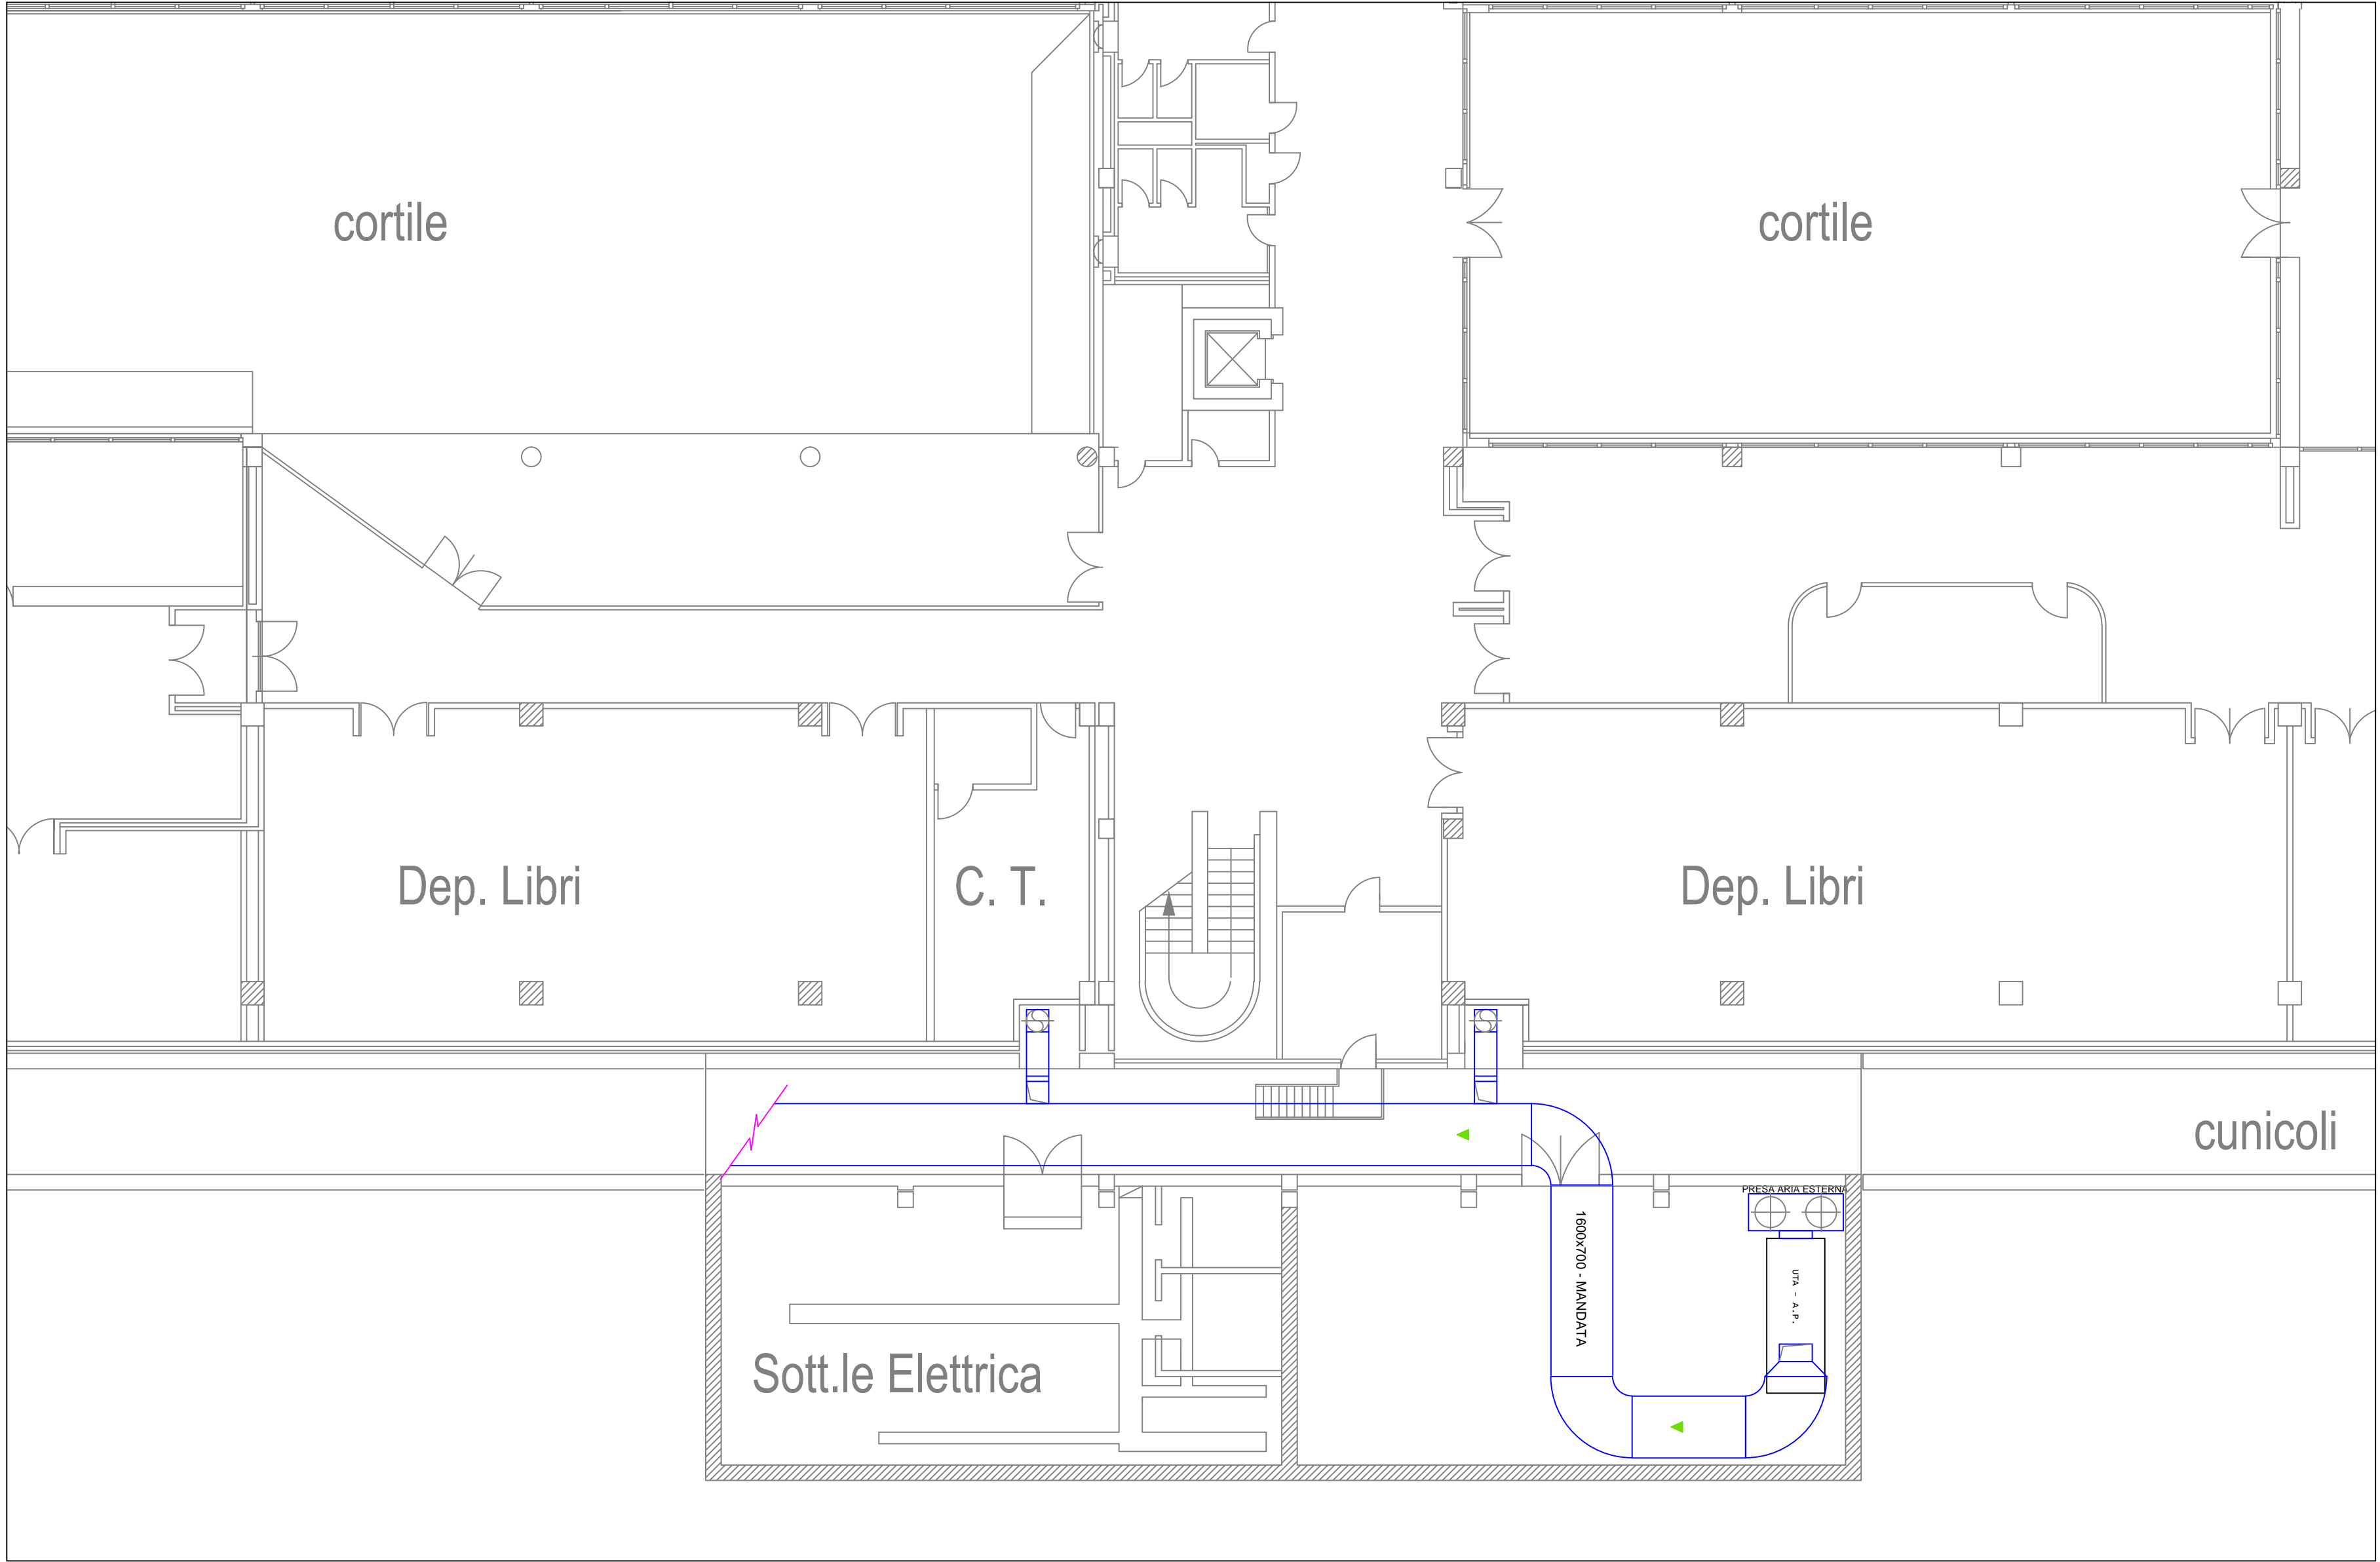 cortile
cortile
Dep. Libri
C. T.
Dep. Libri
cunicoli
PRESA ARIA ESTERNA
1600x700 - MANDATA
UTA - A.P.
Sott.le Elettrica